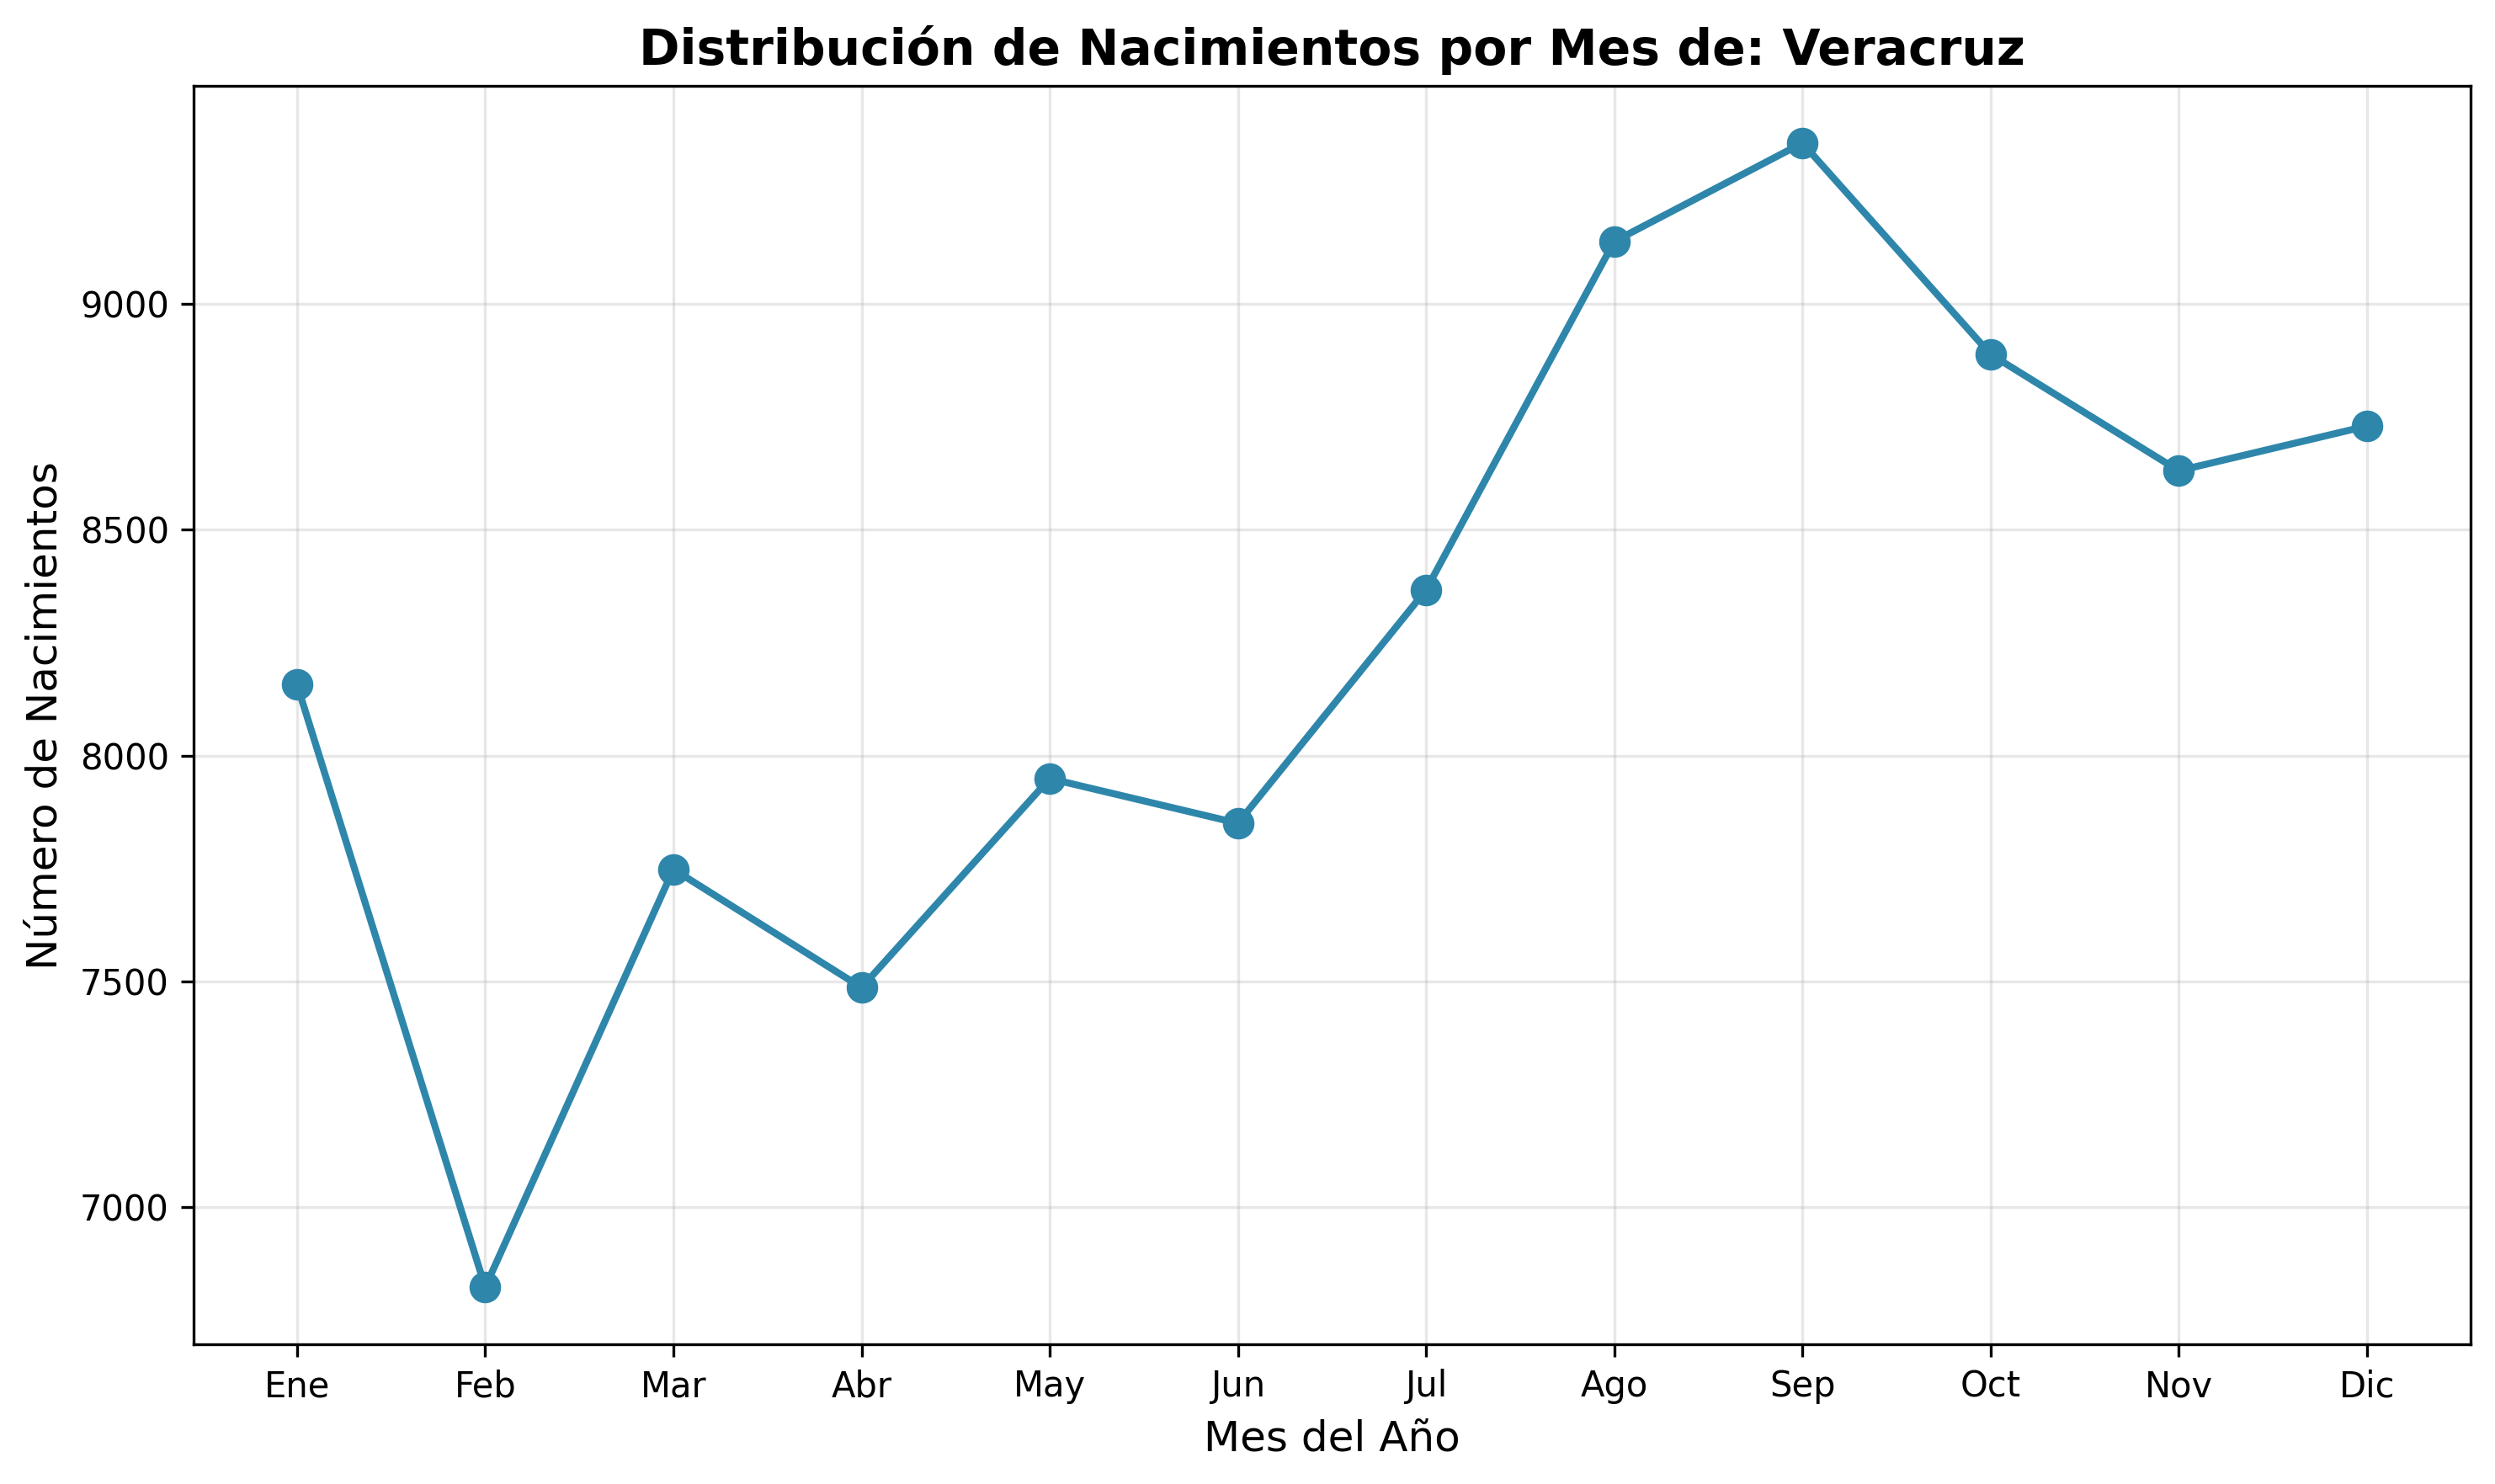 Distribución de Nacimientos por Mes de: Veracruz
Número de Nacimientos
9000
8500
8000
7500
7000
Ene Feb Mar Abr May Jun Jul Ago Sep Oct Nov Dic
Mes del Año